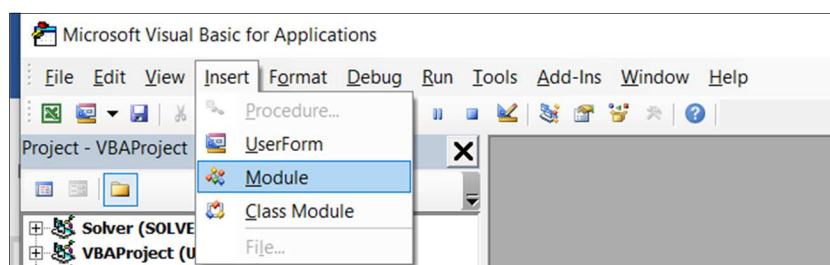 Microsoft Visual Basic for Applications
File Edit View Insert Format Debug Run Tools Add-Ins Window Help
Procedure...
Project - VBAProject
UserForm
Module
Class Module
Solver (SOLVE
File...
VBAProject (U